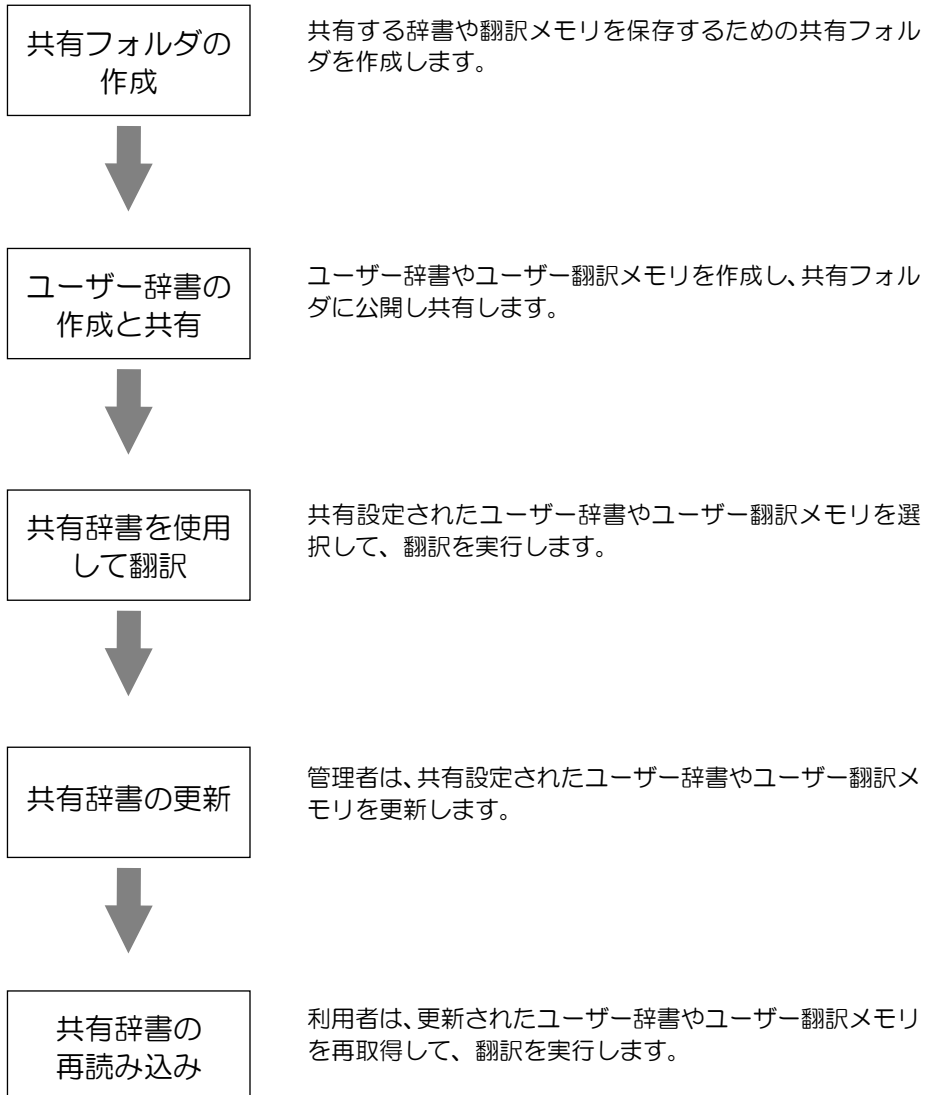 共有フォルダの
作成
共有する辞書や翻訳メモリを保存するための共有フォル
ダを作成します。
ユーザー辞書の
作成と共有
ユーザー辞書やユーザー翻訳メモリを作成し、共有フォル
ダに公開し共有します。
共有辞書を使用
して翻訳
共有設定されたユーザー辞書やユーザー翻訳メモリを選
択して、翻訳を実行します。
共有辞書の更新
管理者は、共有設定されたユーザー辞書やユーザー翻訳メ
モリを更新します。
共有辞書の
再読み込み
利用者は、更新されたユーザー辞書やユーザー翻訳メモリ
を再取得して、翻訳を実行します。